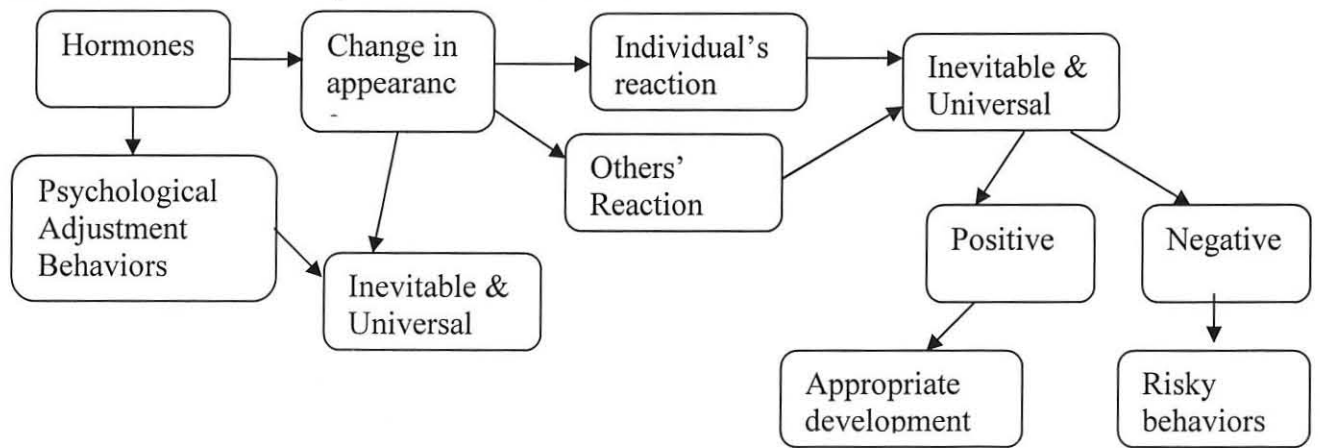 Hormones
Change in
appearanc
Individual's
reaction
Inevitable &
Universal
Psychological
Adjustment
Behaviors
Others'
Reaction
Inevitable &
Universal
Positive
Negative
Appropriate
development
Risky
behaviors